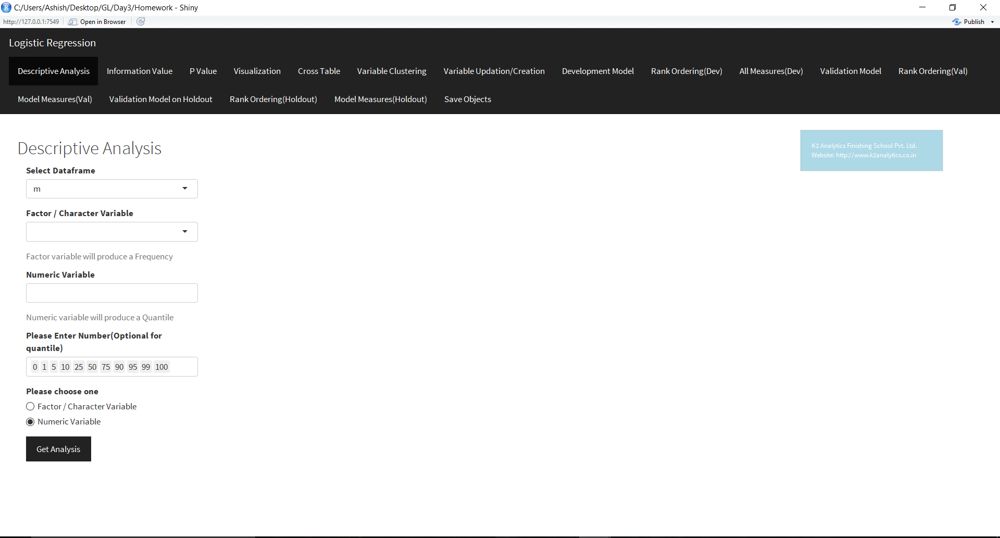 C:/Users/Ashish/Desktop/GL/Day3/Homework - Shiny
http://127.0.0.1:7549 Open in Browser Publish
Logistic Regression
Descriptive Analysis Information Value P Value Visualization Cross Table Variable Clustering Variable Updation/Creation Development Model Rank Ordering(Dev) All Measures(Dev) Validation Model Rank Ordering(Val)
Model Measures(Val) Validation Model on Holdout Rank Ordering(Holdout) Model Measures(Holdout) Save Objects
K2 Analytics Finishing School Pvt. Ltd.
Website: http://www.k2analytics.co.in
Descriptive Analysis
Select Dataframe
m
Factor / Character Variable
Factor variable will produce a Frequency
Numeric Variable
Numeric variable will produce a Quantile
Please Enter Number(Optional for
quantile)
0 1 5 10 25 50 75 90 95 99 100
Please choose one
Factor / Character Variable
Numeric Variable
Get Analysis